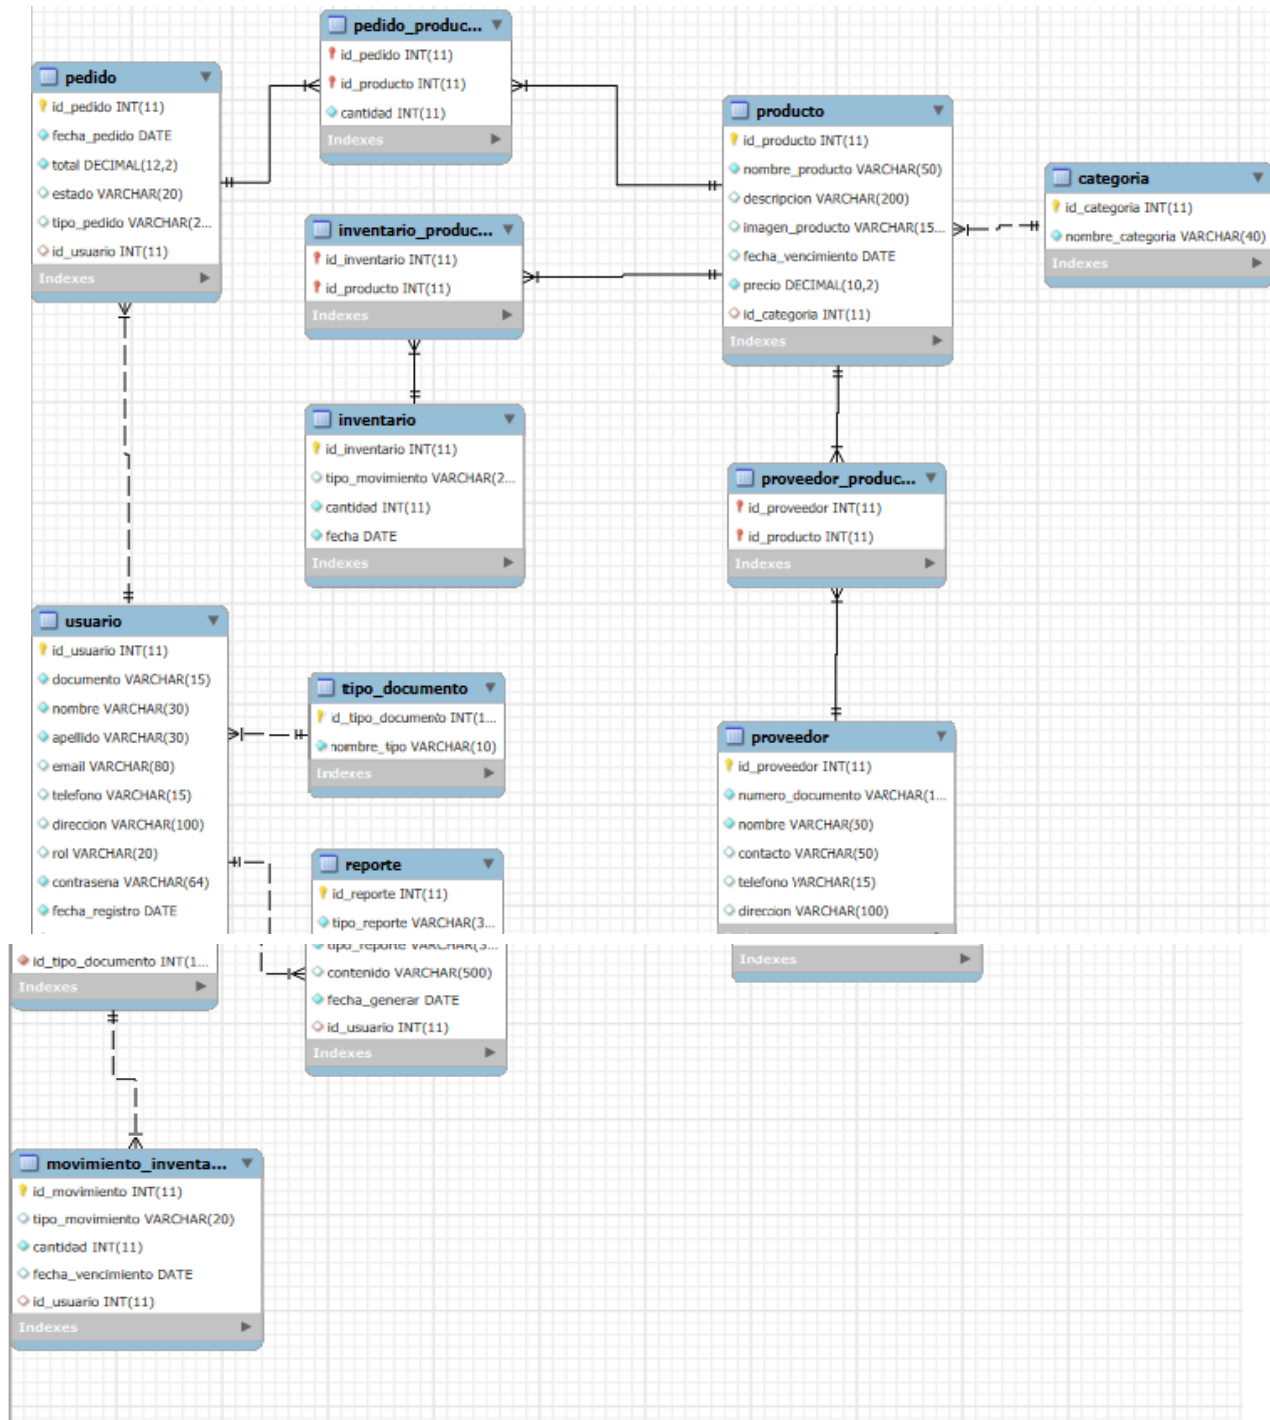 pedido_produc...
id_pedido INT(11)
id_producto INT(11)
cantidad INT(11)
Indexes
pedido
id_pedido INT(11)
fecha_pedido DATE
total DECIMAL(12,2)
estado VARCHAR(20)
tipo_pedido VARCHAR(2...
id_usuario INT(11)
Indexes
producto
id_producto INT(11)
nombre_producto VARCHAR(50)
descripcion VARCHAR(200)
imagen_producto VARCHAR(15...
fecha_vencimiento DATE
precio DECIMAL(10,2)
id_categoria INT(11)
Indexes
categoria
id_categoria INT(11)
nombre_categoria VARCHAR(40)
Indexes
inventario_produc...
id_inventario INT(11)
id_producto INT(11)
Indexes
inventario
id_inventario INT(11)
tipo_movimiento VARCHAR(2...
cantidad INT(11)
fecha DATE
Indexes
proveedor_produc...
id_proveedor INT(11)
id_producto INT(11)
Indexes
usuario
id_usuario INT(11)
documento VARCHAR(15)
nombre VARCHAR(30)
apellido VARCHAR(30)
email VARCHAR(80)
telefono VARCHAR(15)
direccion VARCHAR(100)
rol VARCHAR(20)
contrasena VARCHAR(64)
fecha_registro DATE
id_tipo_documento INT(1...
Indexes
tipo_documento
id_tipo_documento INT(1...
nombre_tipo VARCHAR(10)
Indexes
reporte
id_reporte INT(11)
tipo_reporte VARCHAR(3...
tipo_reporte VARCHAR(3...
contenido VARCHAR(500)
fecha_generar DATE
id_usuario INT(11)
Indexes
proveedor
id_proveedor INT(11)
numero_documento VARCHAR(1...
nombre VARCHAR(30)
contacto VARCHAR(50)
telefono VARCHAR(15)
direccion VARCHAR(100)
Indexes
movimiento_inventa...
id_movimiento INT(11)
tipo_movimiento VARCHAR(20)
cantidad INT(11)
fecha_vencimiento DATE
id_usuario INT(11)
Indexes